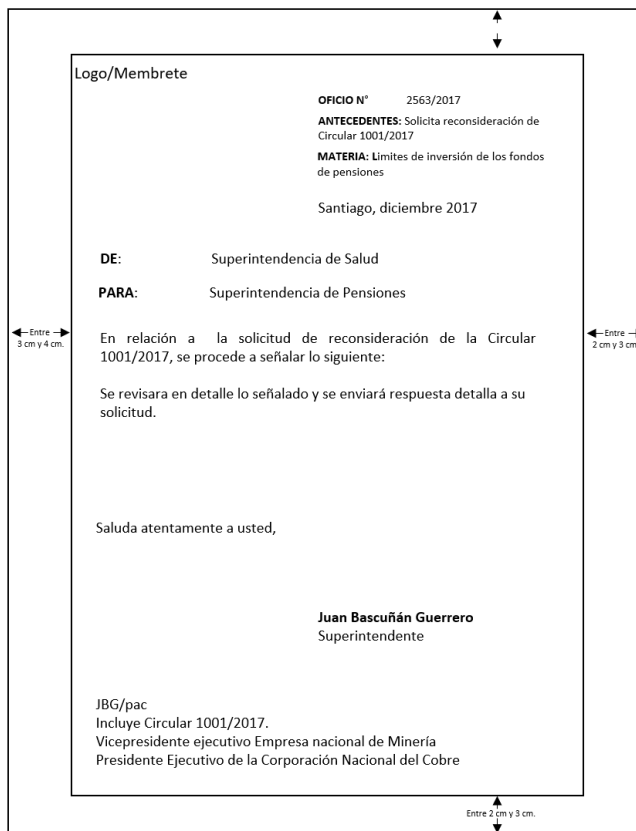 Logo/Membrete
OFICIO N° 2563/2017
ANTECEDENTES: Solicita reconsideración de
Circular 1001/2017
MATERIA: Limites de inversión de los fondos
de pensiones
Santiago, diciembre 2017
DE: Superintendencia de Salud
PARA: Superintendencia de Pensiones
Entre
3 cm y 4 cm.
Entre
2 cm y 3 cm
En relación a la solicitud de reconsideración de la Circular
1001/2017, se procede a señalar lo siguiente:
Se revisara en detalle lo señalado y se enviará respuesta detalla a su
solicitud.
Saluda atentamente a usted,
Juan Bascuñán Guerrero
Superintendente
JBG/pac
Incluye Circular 1001/2017.
Vicepresidente ejecutivo Empresa nacional de Minería
Presidente Ejecutivo de la Corporación Nacional del Cobre
Entre 2 cm y 3 cm.